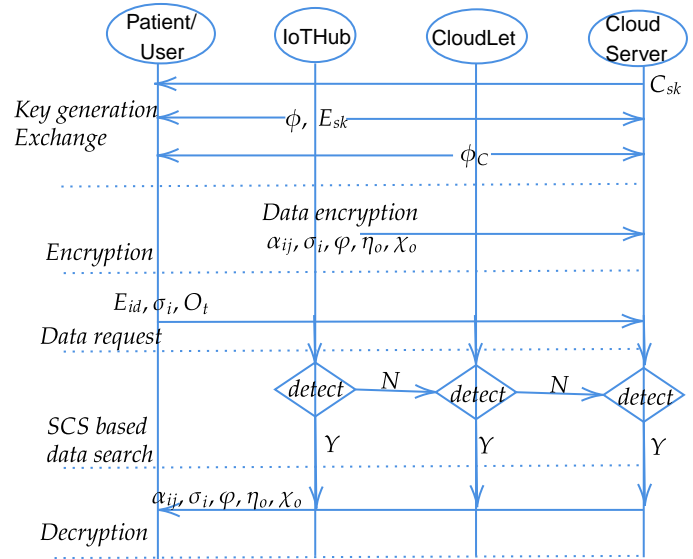 Patient/
User
IoTHub
CloudLet
Cloud
Server
C_sk
Key generation
Exchange
ϕ, E_sk
ϕ_C
Data encryption
α_ij, σ_i, φ, η_o, χ_o
Encryption
E_id, σ_i, O_t
Data request
detect
N
detect
N
detect
SCS based
data search
Y
Y
Y
α_ij, σ_i, φ, η_o, χ_o
Decryption